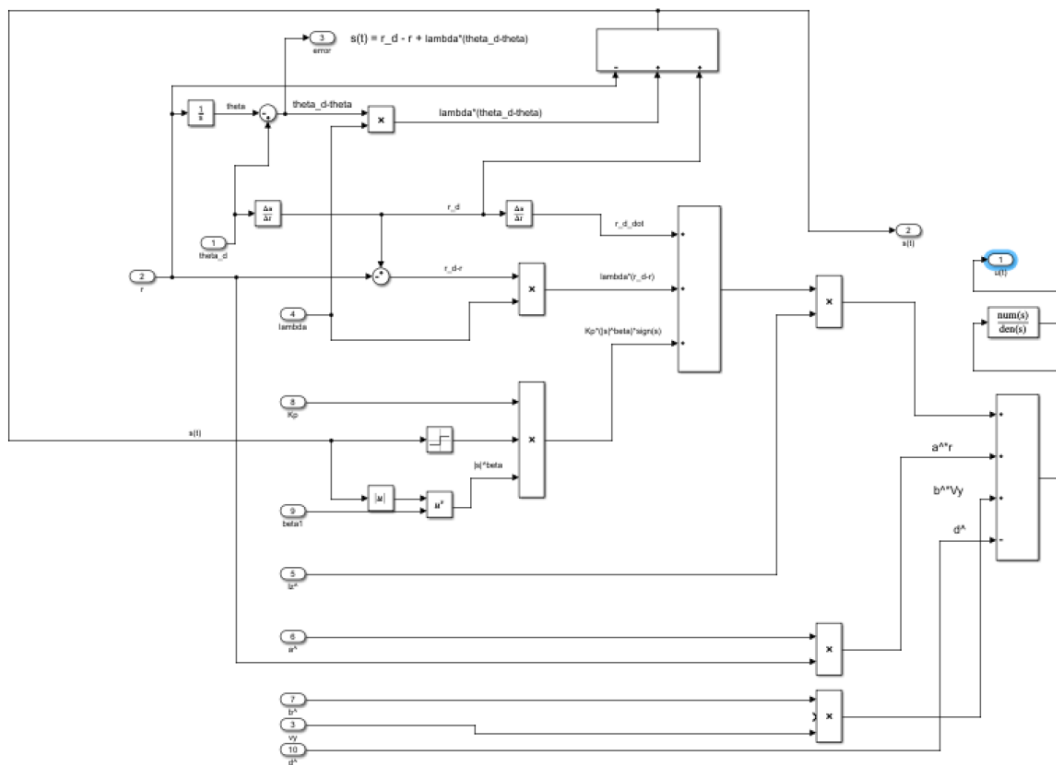 3
error
s(t) = r_d - r + lambda*(theta_d-theta)
1
s
theta
theta_d-theta
×
lambda*(theta_d-theta)
Δu
Δt
r_d
Δu
Δt
r_d_dot
1
theta_d
2
r
2
s(t)
1
u(t)
r_d-r
×
lambda*(r_d-r)
×
4
lambda
num(s)
den(s)
Kp*(|s|^beta)*sign(s)
8
Kp
×
s(t)
|s|^beta
|u|
u^v
9
beta1
a^*r
b^*Vy
d^
5
Iz^
6
a^
×
7
b^
×
3
vy
10
d^